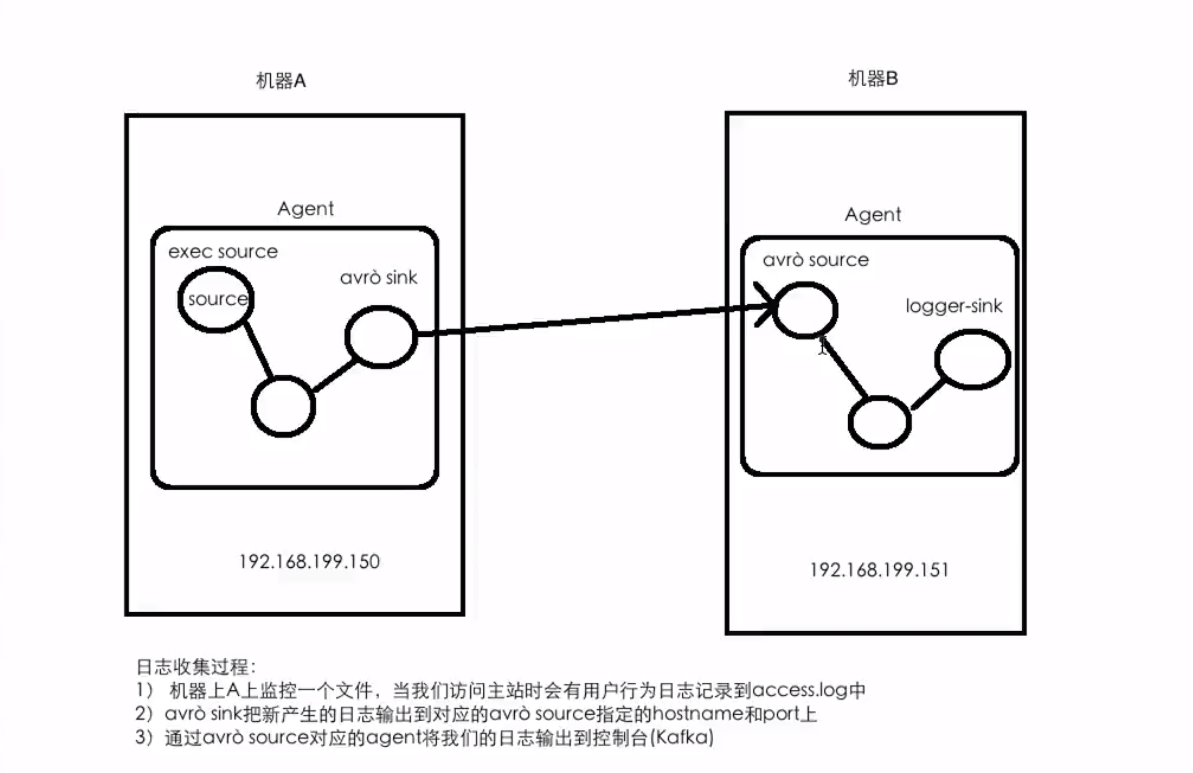 机器A
机器B
Agent
Agent
exec source
avrò sink
source
avrò source
logger-sink
192.168.199.150
192.168.199.151
日志收集过程：
1） 机器上A上监控一个文件，当我们访问主站时会有用户行为日志记录到access.log中
2）avrò sink把新产生的日志输出到对应的avrò source指定的hostname和port上
3）通过avrò source对应的agent将我们的日志输出到控制台(Kafka)